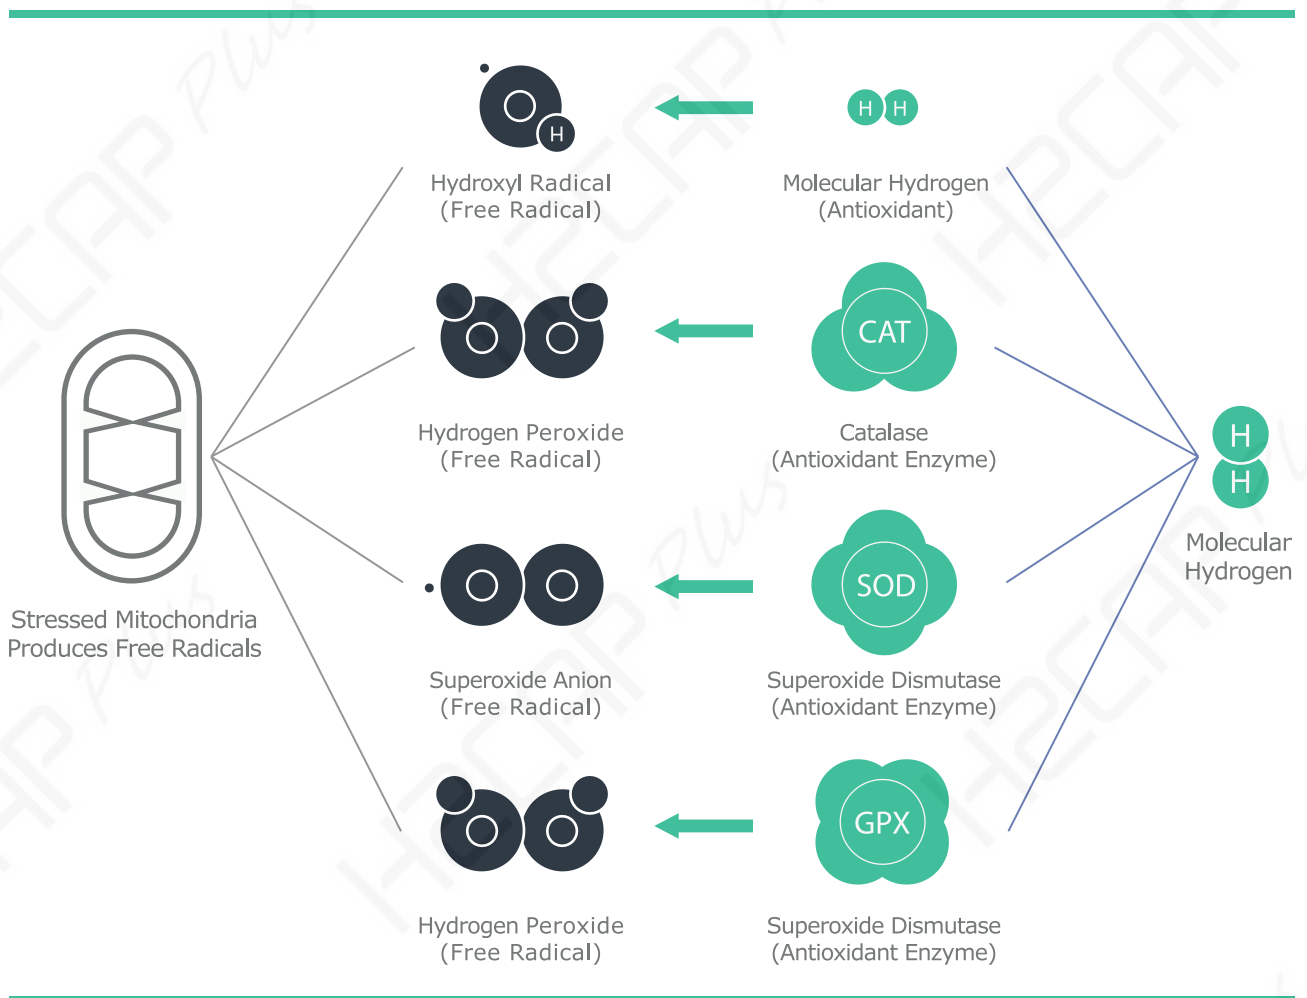 O
H
H H
Hydroxyl Radical
(Free Radical)
Molecular Hydrogen
(Antioxidant)
O O
CAT
Hydrogen Peroxide
(Free Radical)
Catalase
(Antioxidant Enzyme)
H
H
Molecular
Hydrogen
Stressed Mitochondria
Produces Free Radicals
O O
SOD
Superoxide Anion
(Free Radical)
Superoxide Dismutase
(Antioxidant Enzyme)
O O
GPX
Hydrogen Peroxide
(Free Radical)
Superoxide Dismutase
(Antioxidant Enzyme)
H2CAP Plus